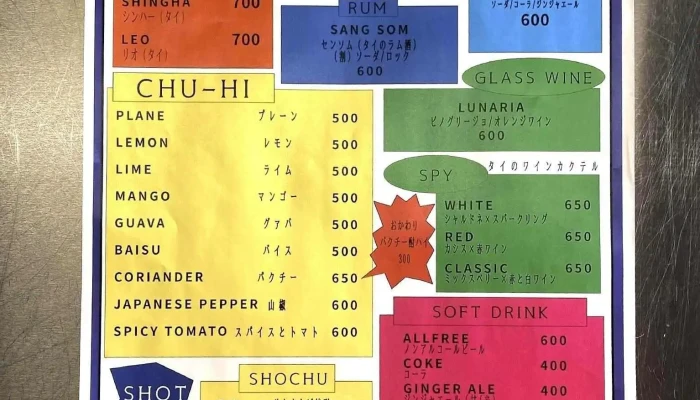 SHINGHA 700
シンハー(タイ)
LEO 700
リオ(タイ)
RUM
SANG SOM
センソム(タイのラム酒)
(割)ソーダ/ロック
600
ソーダ/コーラ/ジンジャエール
600
CHU-HI
PLANE プレーン 500
LEMON レモン 500
LIME ライム 500
MANGO マンゴー 500
GUAVA グァバ 500
BAISU バイス 500
CORIANDER パクチー 650
JAPANESE PEPPER 山椒 600
SPICY TOMATO スパイスとトマト 600
おかわり
パクチー酎ハイ
300
GLASS WINE
LUNARIA
ピノグリージョ/オレンジワイン
600
SPY タイのワインカクテル
WHITE 650
シャルドネ×スパークリング
RED 650
カシス×赤ワイン
CLASSIC 650
ミックスベリー×赤と白ワイン
SOFT DRINK
ALLFREE 600
ノンアルコールビール
COKE 400
コーラ
GINGER ALE 400
SHOT
SHOCHU